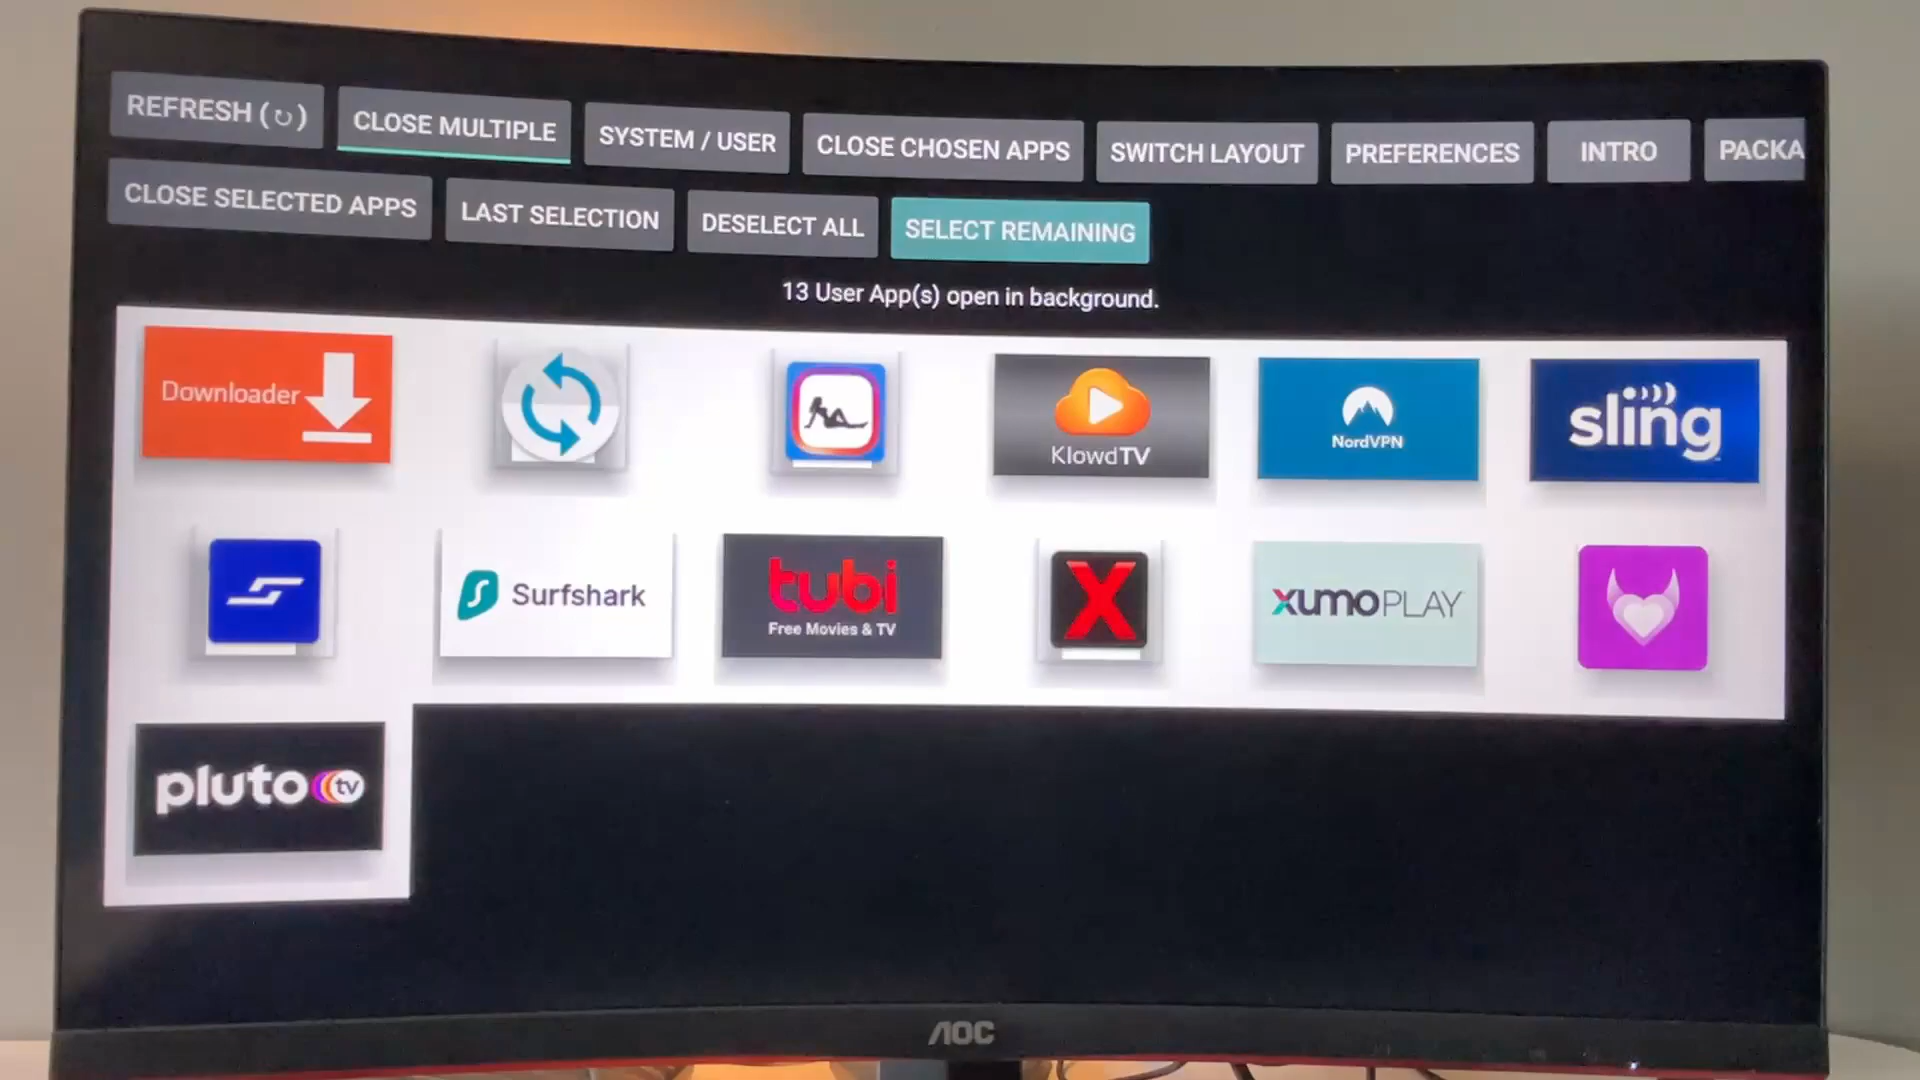 REFRESH (↻)
CLOSE MULTIPLE
SYSTEM / USER
CLOSE CHOSEN APPS
SWITCH LAYOUT
PREFERENCES
INTRO
PACKA
CLOSE SELECTED APPS
LAST SELECTION
DESELECT ALL
SELECT REMAINING
13 User App(s) open in background.
Downloader
KlowdTV
NordVPN
sling
Surfshark
tubi
Free Movies & TV
X
xumo PLAY
pluto tv
AOC